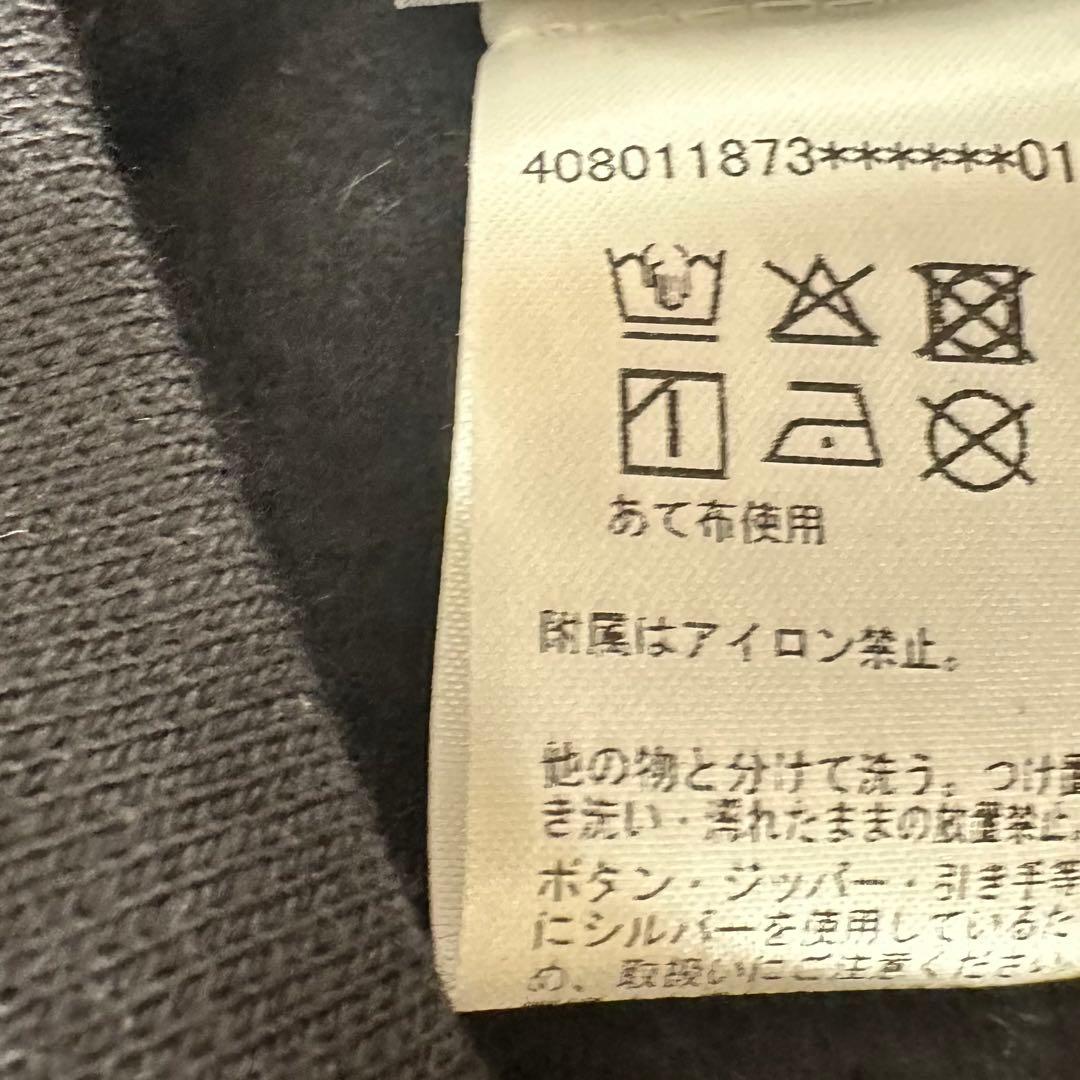 408011873******01
あて布使用
附属はアイロン禁止。
他の物と分けて洗う。つけ置
き洗い・濡れたままの放置禁止。
ボタン・ジッパー・引き手等
にシルバーを使用しているた
め、取扱いにご注意ください